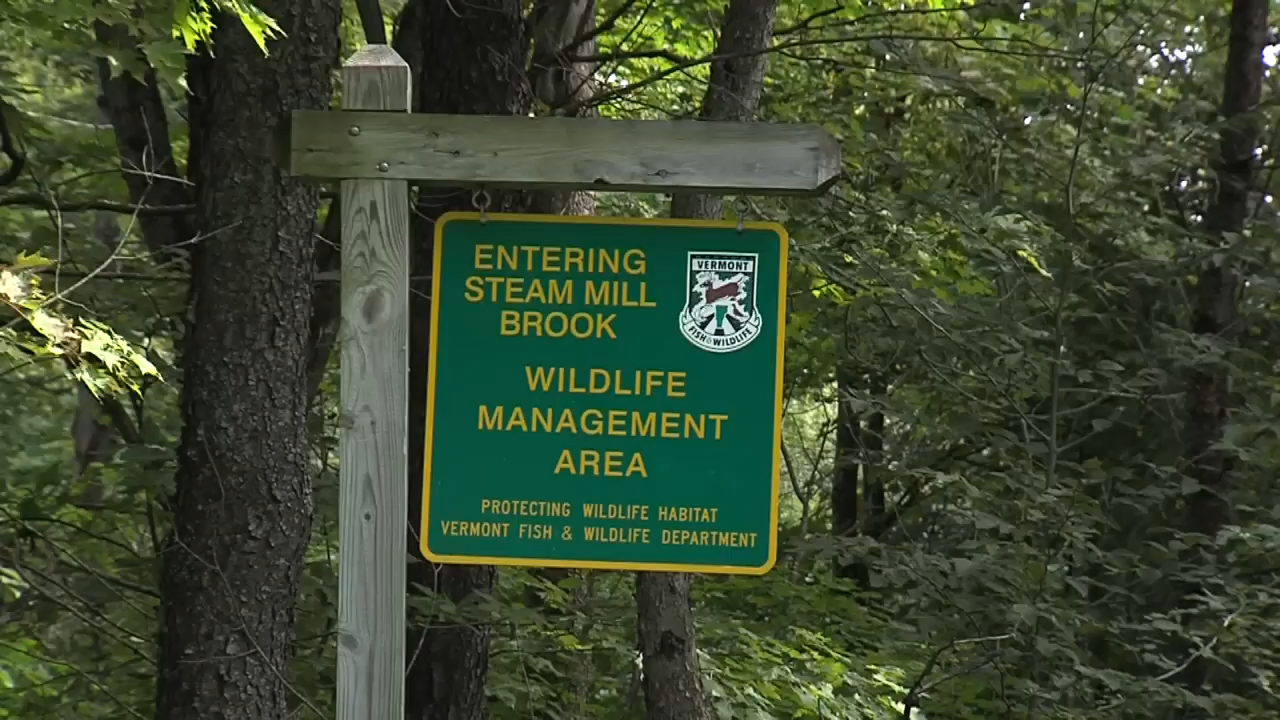 ENTERING
STEAM MILL
BROOK
VERMONT
FISH & WILDLIFE
WILDLIFE
MANAGEMENT
AREA
PROTECTING WILDLIFE HABITAT
VERMONT FISH & WILDLIFE DEPARTMENT